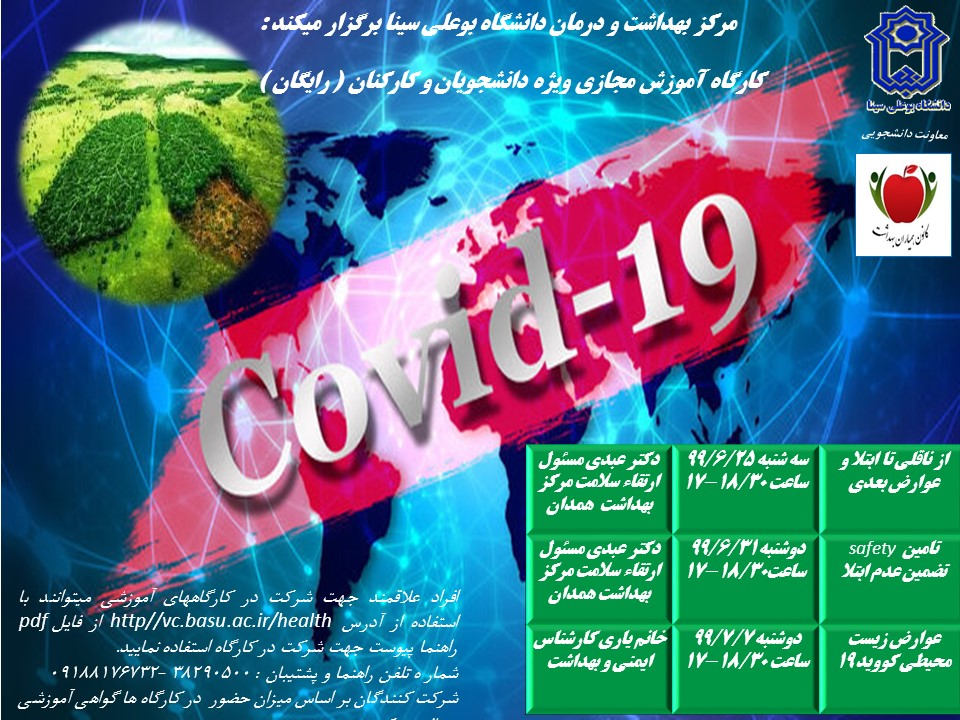 مرکز بهداشت و درمان دانشگاه بوعلی سینا برگزار میکند :
کارگاه آموزش مجازی ویژه دانشجویان و کارکنان ( رایگان )
دانشگاه بوعلی سینا
معاونت دانشجویی
کانون همیاران بهداشت
Covid-19
از ناقلی تا ابتلا و
عوارض بعدی
سه شنبه ۹۹/۶/۲۵
ساعت ۱۸/۳۰ – ۱۷
دکتر عبدی مسئول
ارتقاء سلامت مرکز
بهداشت همدان
تامین safety
تضمین عدم ابتلا
دوشنبه ۹۹/۶/۳۱
ساعت ۱۸/۳۰ – ۱۷
دکتر عبدی مسئول
ارتقاء سلامت مرکز
بهداشت همدان
عوارض زیست
محیطی کووید ۱۹
دوشنبه ۹۹/۷/۷
ساعت ۱۸/۳۰ – ۱۷
خانم یاری کارشناس
ایمنی و بهداشت
افراد علاقمند جهت شرکت در کارگاههای آموزشی میتوانند با
استفاده از آدرس http//vc.basu.ac.ir/health از فایل pdf
راهنما پیوست جهت شرکت در کارگاه استفاده نمایید.
شمار ه تلفن راهنما و پشتیبان : ۳۸۲۹۰۵۰۰ -۰۹۱۸۸۱۷۶۷۳۲
شرکت کنندگان بر اساس میزان حضور در کارگاه ها گواهی آموزشی